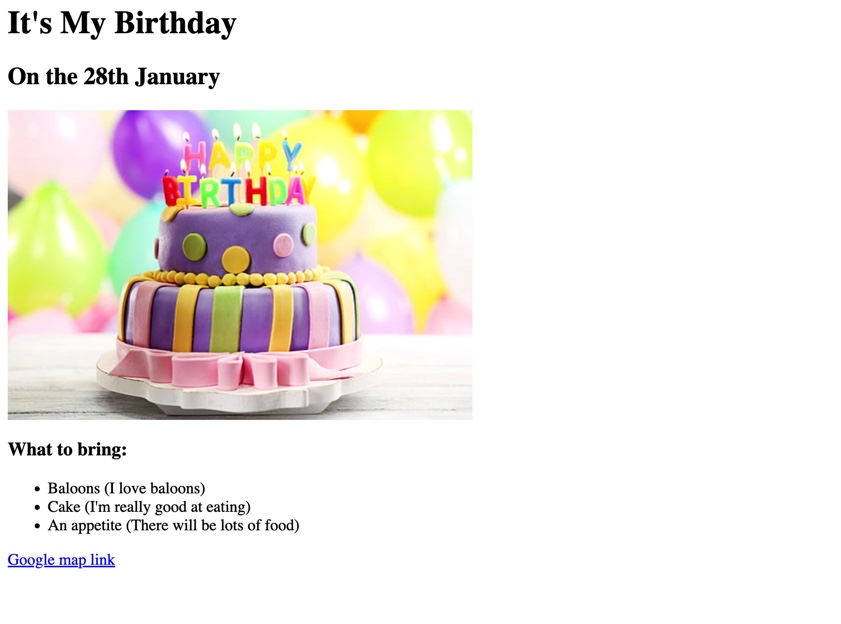 It's My Birthday
On the 28th January
HAPPY
BIRTHDAY
What to bring:
Baloons (I love baloons)
Cake (I'm really good at eating)
An appetite (There will be lots of food)
Google map link